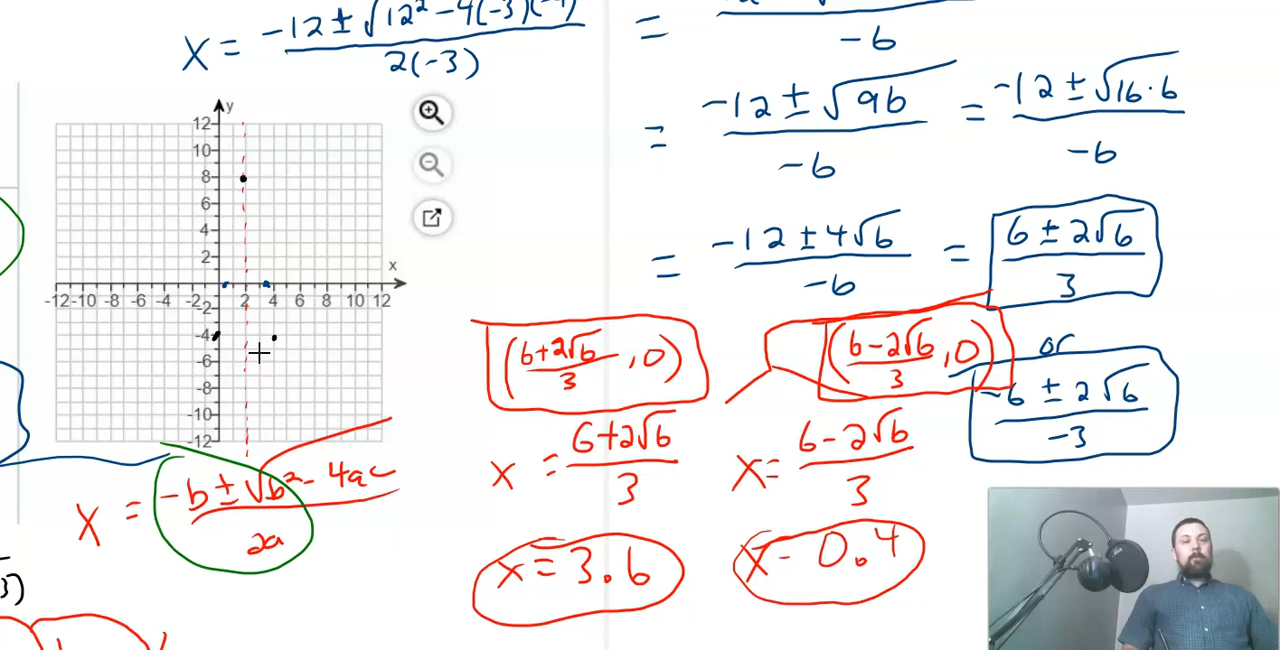 x = -12 ± √12² - 4(-3)(-4)
2(-3)
=
-6
= -12 ± √96 / -6 = -12 ± √16·6 / -6
= -12 ± 4√6 / -6 = 6 ± 2√6 / 3
or
-6 ± 2√6 / -3
y
12
10
8
6
4
2
x
-12 -10 -8 -6 -4 -2 2 4 6 8 10 12
-2
-4
-6
-8
-10
-12
x = -b ± √b² - 4ac / 2a
(6+2√6 / 3 , 0) (6-2√6 / 3 , 0)
x = 6+2√6 / 3 x = 6-2√6 / 3
x = 3.6 x = 0.4
3)